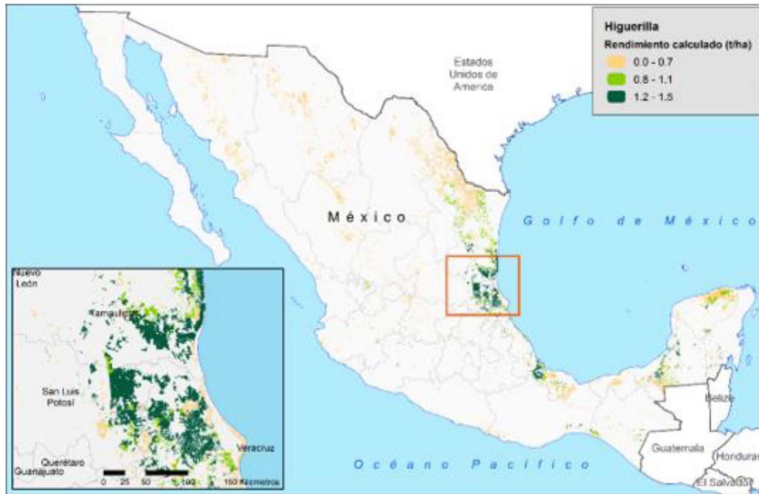 Higuerilla
Rendimiento calculado (t/ha)
0.0 - 0.7
0.8 - 1.1
1.2 - 1.5
Estados
Unidos de
America
México
Golfo de México
Nuevo
León
Tamaulipas
San Luis
Potosí
Querétaro
Guanajuato
Veracruz
0 25 50 100 150 Kilometros
Belize
Guatemala
Honduras
El Salvador
Océano Pacífico